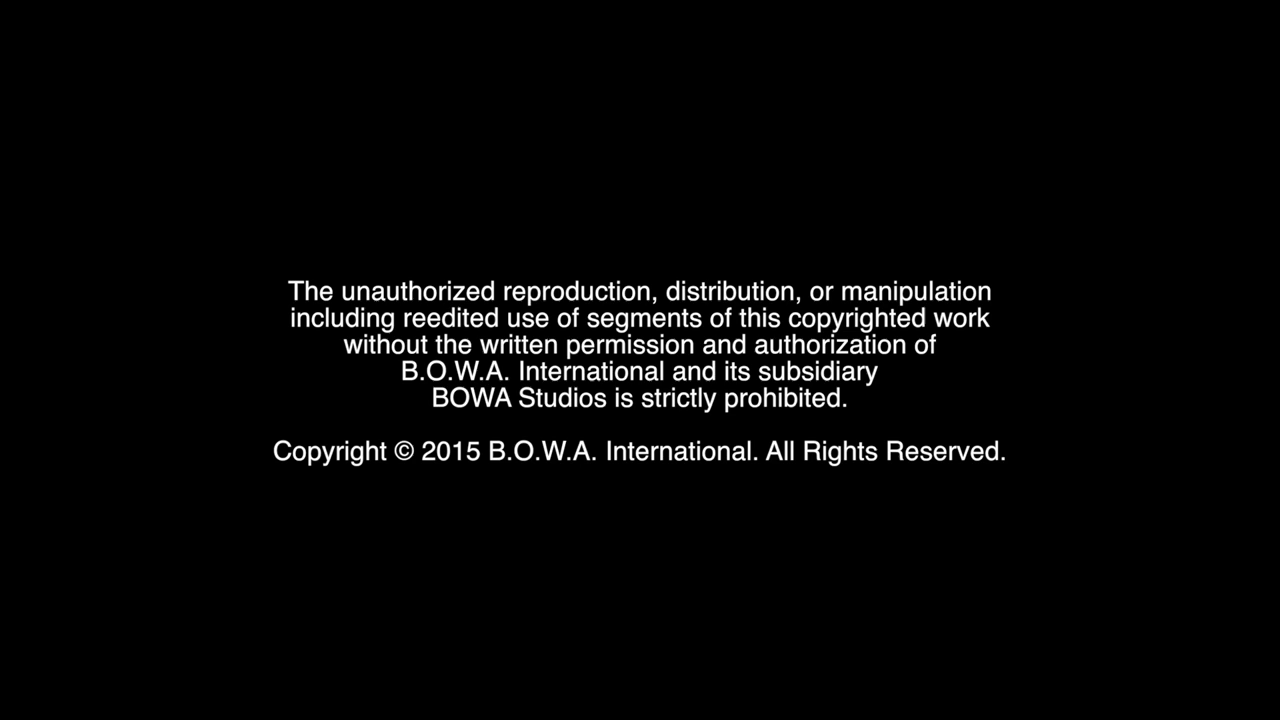 The unauthorized reproduction, distribution, or manipulation
including reedited use of segments of this copyrighted work
without the written permission and authorization of
B.O.W.A. International and its subsidiary
BOWA Studios is strictly prohibited.
Copyright © 2015 B.O.W.A. International. All Rights Reserved.